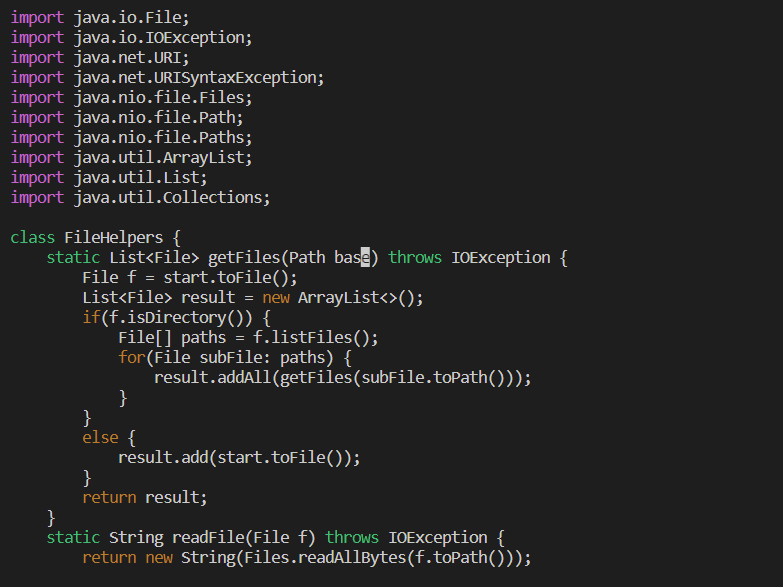 import java.io.File;
import java.io.IOException;
import java.net.URI;
import java.net.URISyntaxException;
import java.nio.file.Files;
import java.nio.file.Path;
import java.nio.file.Paths;
import java.util.ArrayList;
import java.util.List;
import java.util.Collections;

class FileHelpers {
    static List<File> getFiles(Path base) throws IOException {
        File f = start.toFile();
        List<File> result = new ArrayList<>();
        if(f.isDirectory()) {
            File[] paths = f.listFiles();
            for(File subFile: paths) {
                result.addAll(getFiles(subFile.toPath()));
            }
        }
        else {
            result.add(start.toFile());
        }
        return result;
    }
    static String readFile(File f) throws IOException {
        return new String(Files.readAllBytes(f.toPath()));